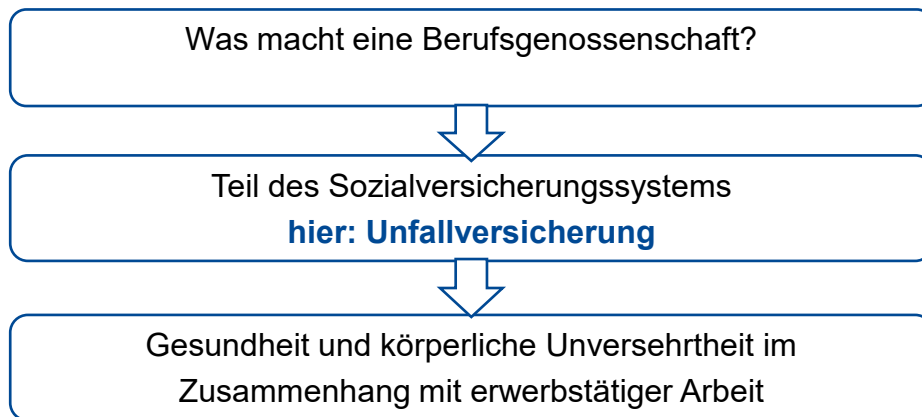 Was macht eine Berufsgenossenschaft?
Teil des Sozialversicherungssystems
hier: Unfallversicherung
Gesundheit und körperliche Unversehrtheit im
Zusammenhang mit erwerbstätiger Arbeit